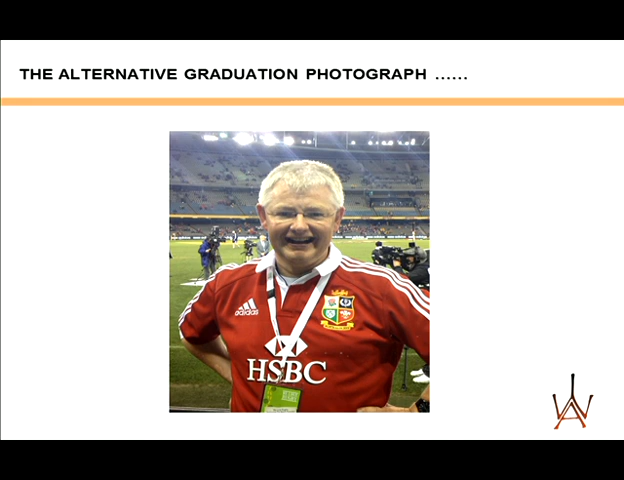 THE ALTERNATIVE GRADUATION PHOTOGRAPH ......
adidas
HSBC